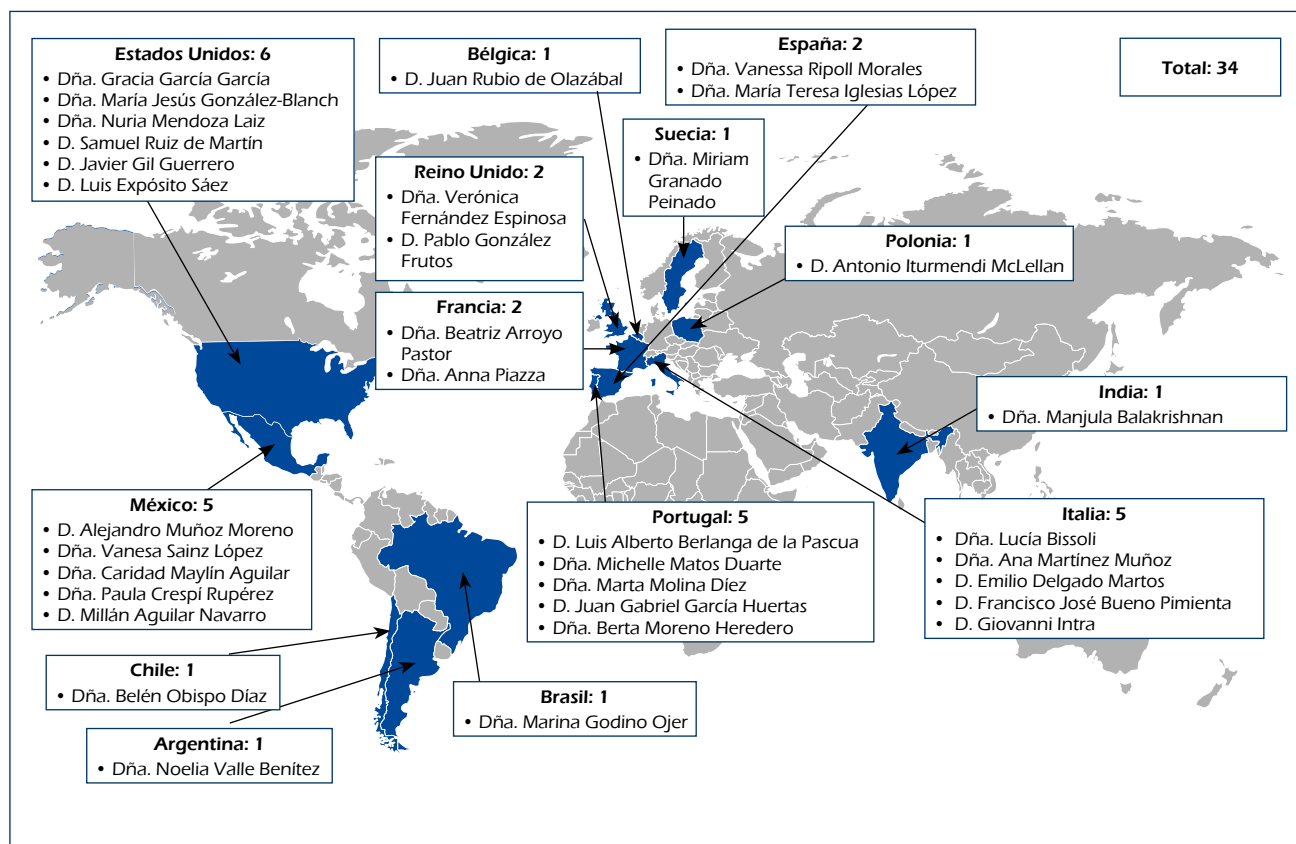 Estados Unidos: 6
• Dña. Gracia García García
• Dña. María Jesús González-Blanch
• Dña. Nuria Mendoza Laiz
• D. Samuel Ruiz de Martín
• D. Javier Gil Guerrero
• D. Luis Expósito Sáez
Bélgica: 1
• D. Juan Rubio de Olazábal
España: 2
• Dña. Vanessa Ripoll Morales
• Dña. María Teresa Iglesias López
Total: 34
Suecia: 1
• Dña. Miriam
Granado
Peinado
Reino Unido: 2
• Dña. Verónica
Fernández Espinosa
• D. Pablo González
Frutos
Polonia: 1
• D. Antonio Iturmendi McLellan
Francia: 2
• Dña. Beatriz Arroyo
Pastor
• Dña. Anna Piazza
India: 1
• Dña. Manjula Balakrishnan
México: 5
• D. Alejandro Muñoz Moreno
• Dña. Vanesa Sainz López
• Dña. Caridad Maylín Aguilar
• Dña. Paula Crespí Rupérez
• D. Millán Aguilar Navarro
Portugal: 5
• D. Luis Alberto Berlanga de la Pascua
• Dña. Michelle Matos Duarte
• Dña. Marta Molina Díez
• D. Juan Gabriel García Huertas
• Dña. Berta Moreno Heredero
Italia: 5
• Dña. Lucía Bissoli
• Dña. Ana Martínez Muñoz
• D. Emilio Delgado Martos
• D. Francisco José Bueno Pimienta
• D. Giovanni Intra
Chile: 1
• Dña. Belén Obispo Díaz
Brasil: 1
• Dña. Marina Godino Ojer
Argentina: 1
• Dña. Noelia Valle Benítez